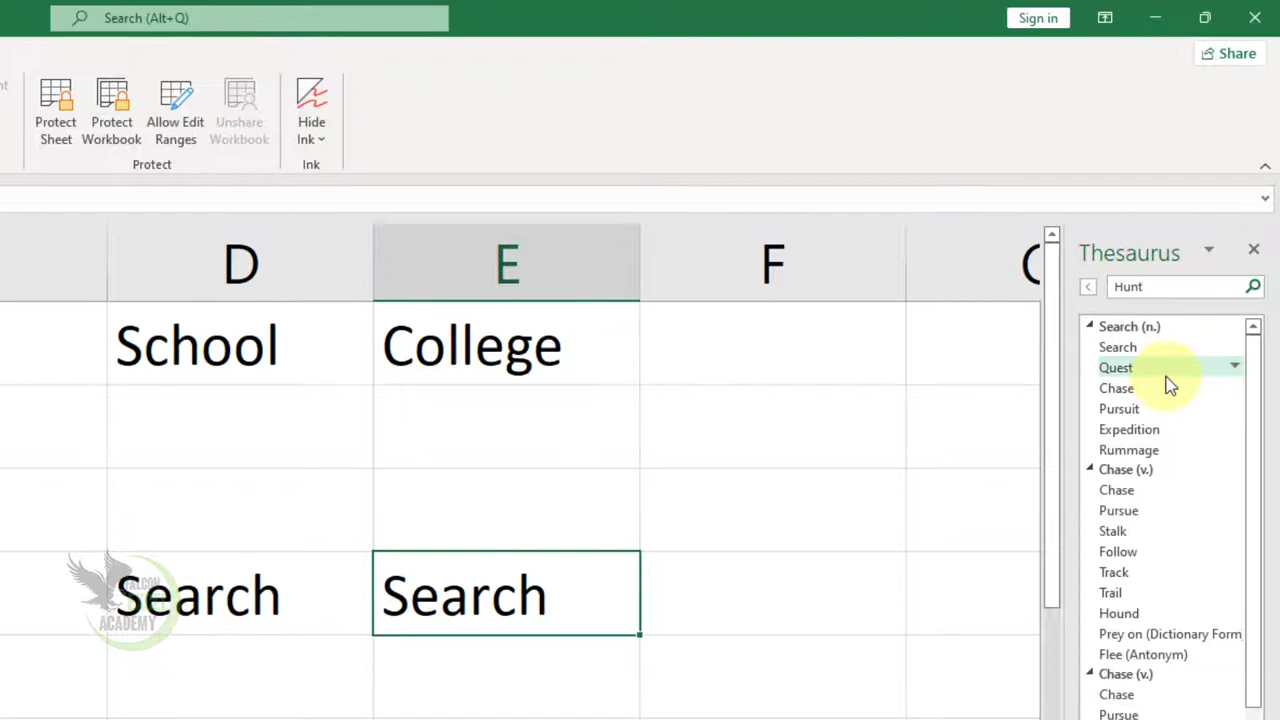 Search (Alt+Q)
Sign in
Share
Protect Sheet
Protect Workbook
Allow Edit Ranges
Unshare Workbook
Hide Ink
Protect
Ink
D
E
F
School
College
Search
Search
ACADEMY
Thesaurus
Hunt
Search (n.)
Search
Quest
Chase
Pursuit
Expedition
Rummage
Chase (v.)
Chase
Pursue
Stalk
Follow
Track
Trail
Hound
Prey on (Dictionary Form)
Flee (Antonym)
Chase (v.)
Chase
Pursue